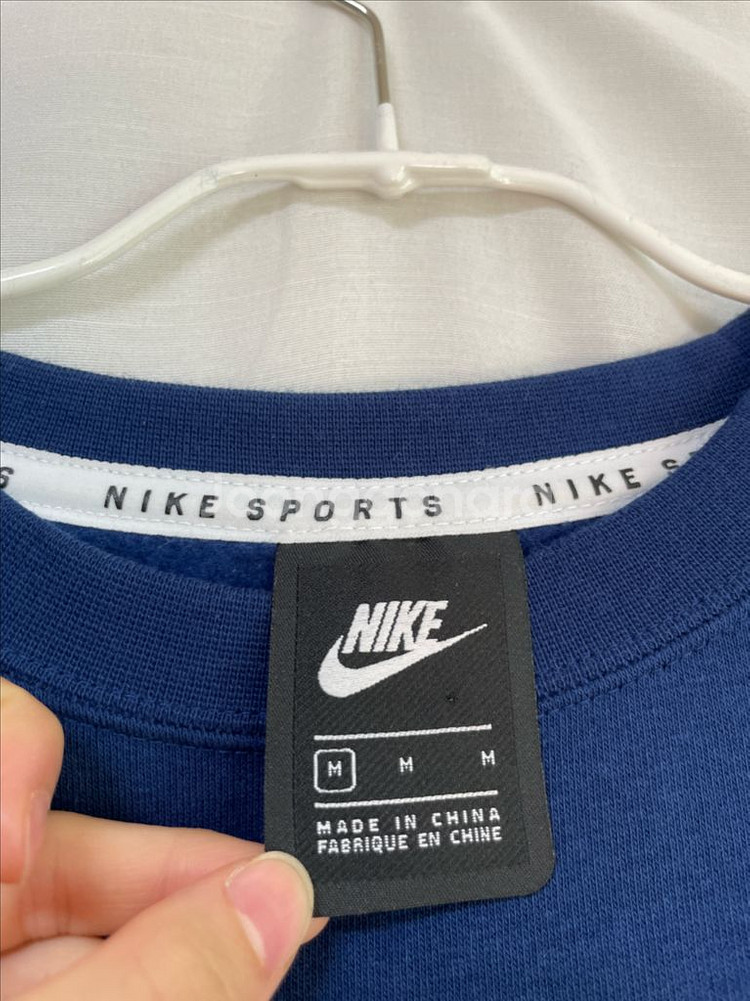 S NIKE SPORTS NIKE S
NIKE
M M M
MADE IN CHINA
FABRIQUE EN CHINE